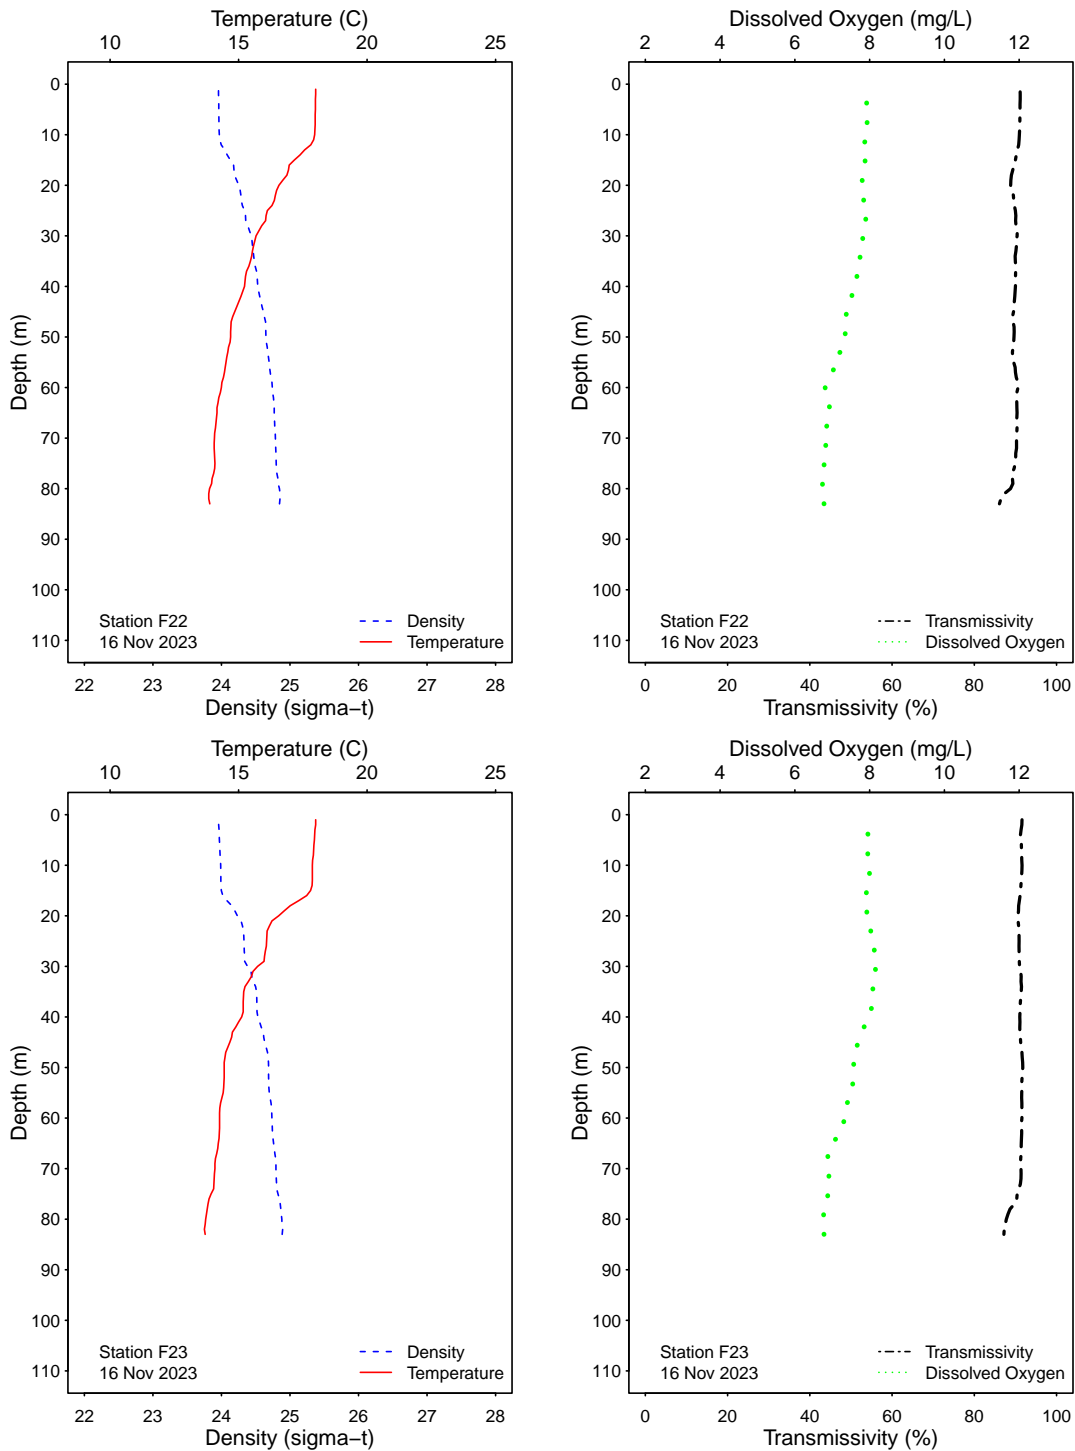 Temperature (C)
10 15 20 25
0
10
20
30
40
50
60
70
80
90
100
110
Depth (m)
Station F22
16 Nov 2023
Density
Temperature
22 23 24 25 26 27 28
Density (sigma−t)
Dissolved Oxygen (mg/L)
2 4 6 8 10 12
0
10
20
30
40
50
60
70
80
90
100
110
Depth (m)
Station F22
16 Nov 2023
Transmissivity
Dissolved Oxygen
0 20 40 60 80 100
Transmissivity (%)
Temperature (C)
10 15 20 25
0
10
20
30
40
50
60
70
80
90
100
110
Depth (m)
Station F23
16 Nov 2023
Density
Temperature
22 23 24 25 26 27 28
Density (sigma−t)
Dissolved Oxygen (mg/L)
2 4 6 8 10 12
0
10
20
30
40
50
60
70
80
90
100
110
Depth (m)
Station F23
16 Nov 2023
Transmissivity
Dissolved Oxygen
0 20 40 60 80 100
Transmissivity (%)